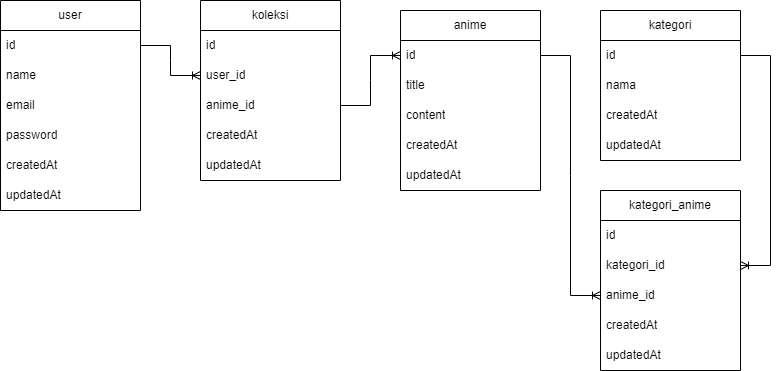 user
id
name
email
password
createdAt
updatedAt
koleksi
id
user_id
anime_id
createdAt
updatedAt
anime
id
title
content
createdAt
updatedAt
kategori
id
nama
createdAt
updatedAt
kategori_anime
id
kategori_id
anime_id
createdAt
updatedAt